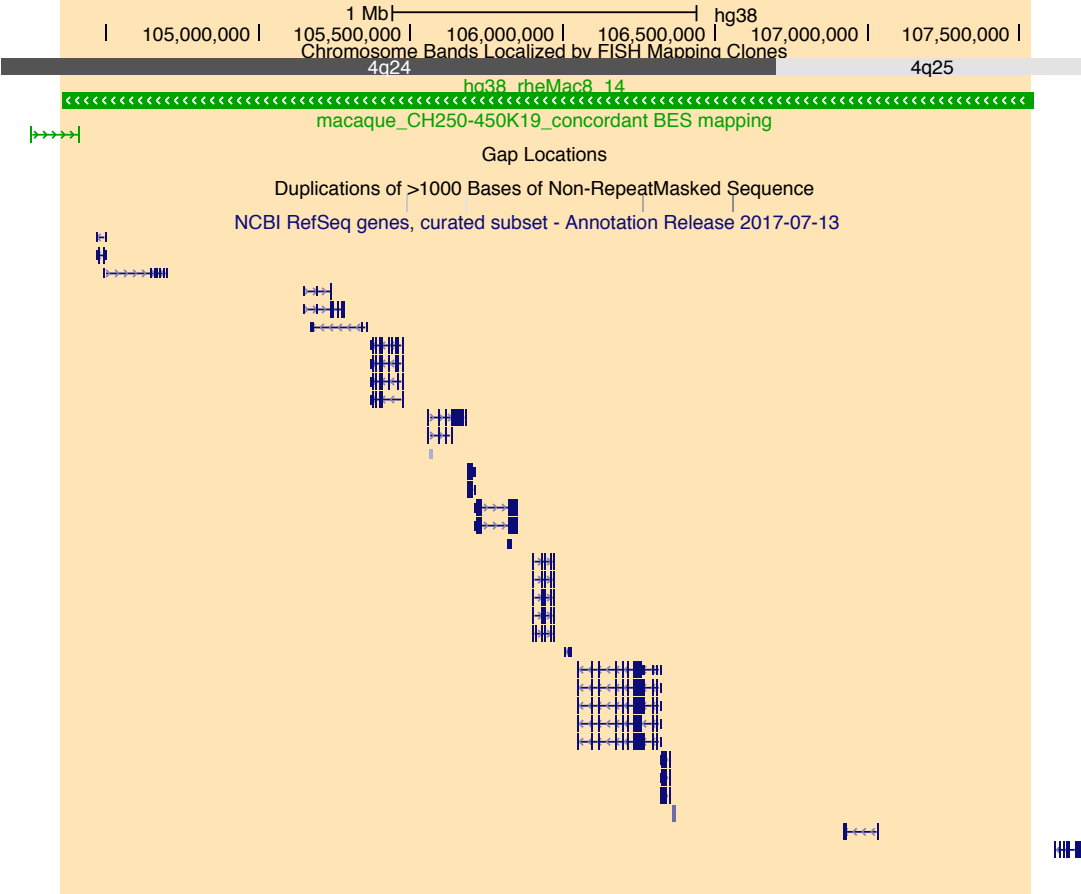 1 Mb hg38
105,000,000 105,500,000 106,000,000 106,500,000 107,000,000 107,500,000
Chromosome Bands Localized by FISH Mapping Clones
4q24 4q25
hg38_rheMac8_14
macaque_CH250-450K19_concordant BES mapping
Gap Locations
Duplications of >1000 Bases of Non-RepeatMasked Sequence
NCBI RefSeq genes, curated subset - Annotation Release 2017-07-13